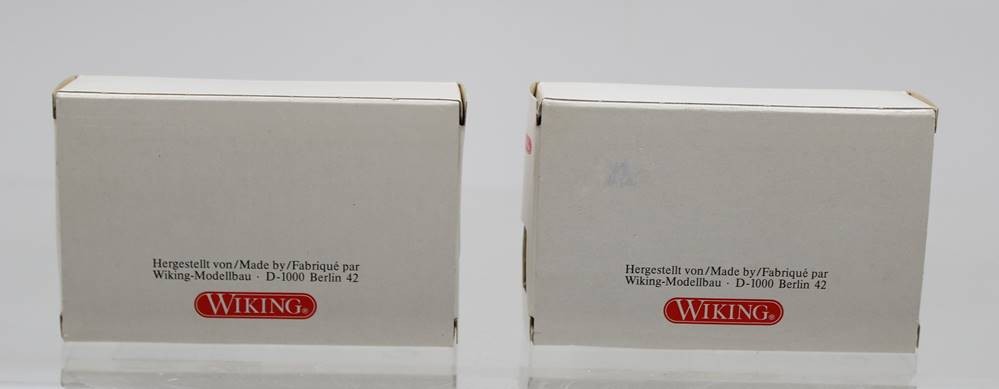 Hergestellt von/Made by/Fabriqué par
Wiking-Modellbau · D-1000 Berlin 42
WIKING®
Hergestellt von/Made by/Fabriqué par
Wiking-Modellbau · D-1000 Berlin 42
WIKING®